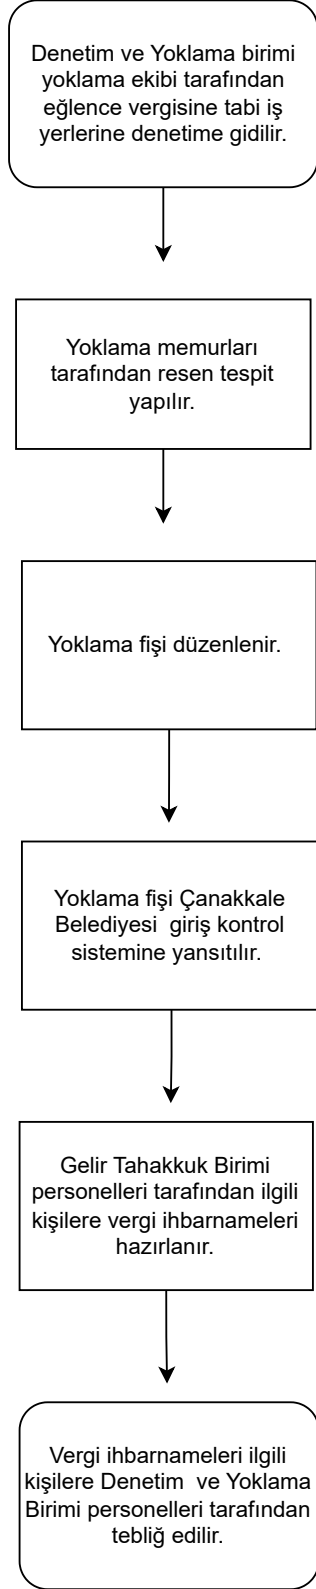 Denetim ve Yoklama birimi
yoklama ekibi tarafından
eğlence vergisine tabi iş
yerlerine denetime gidilir.
Yoklama memurları
tarafından resen tespit
yapılır.
Yoklama fişi düzenlenir.
Yoklama fişi Çanakkale
Belediyesi  giriş kontrol
sistemine yansıtılır.
Gelir Tahakkuk Birimi
personelleri tarafından ilgili
kişilere vergi ihbarnameleri
hazırlanır.
Vergi ihbarnameleri ilgili
kişilere Denetim  ve Yoklama
Birimi personelleri tarafından
tebliğ edilir.